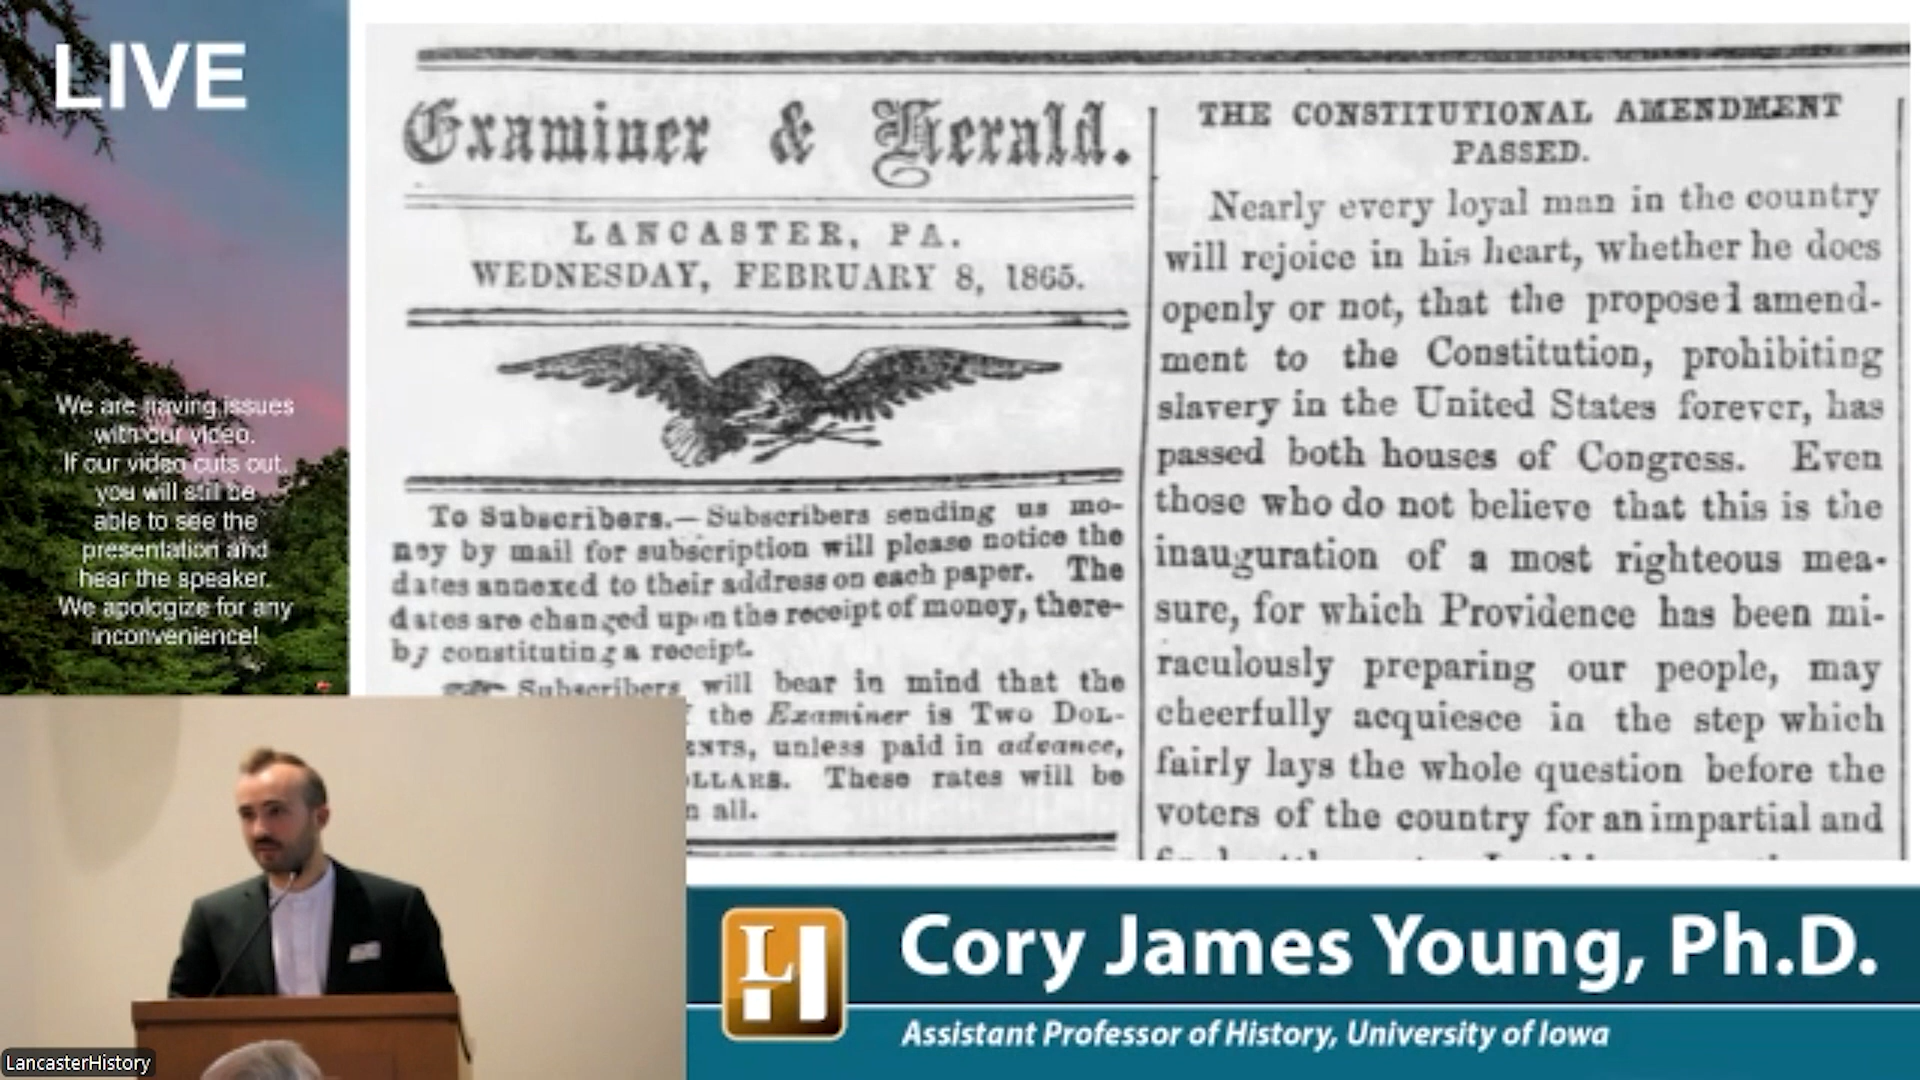 LIVE
We are having issues
with our video.
If our video cuts out,
you will still be
able to see the
presentation and
hear the speaker.
We apologize for any
inconvenience!
Examiner & Herald.
LANCASTER, PA.
WEDNESDAY, FEBRUARY 8, 1865.
To Subscribers.—Subscribers sending us mo-
ney by mail for subscription will please notice the
dates annexed to their address on each paper. The
dates are changed upon the receipt of money, there-
by constituting a receipt.
Subscribers will bear in mind that the
the Examiner is Two Dol-
ents, unless paid in advance,
ollars. These rates will be
all.
THE CONSTITUTIONAL AMENDMENT
PASSED.
Nearly every loyal man in the country
will rejoice in his heart, whether he does
openly or not, that the proposed amend-
ment to the Constitution, prohibiting
slavery in the United States forever, has
passed both houses of Congress. Even
those who do not believe that this is the
inauguration of a most righteous mea-
sure, for which Providence has been mi-
raculously preparing our people, may
cheerfully acquiesce in the step which
fairly lays the whole question before the
voters of the country for an impartial and
LH
Cory James Young, Ph.D.
Assistant Professor of History, University of Iowa
LancasterHistory